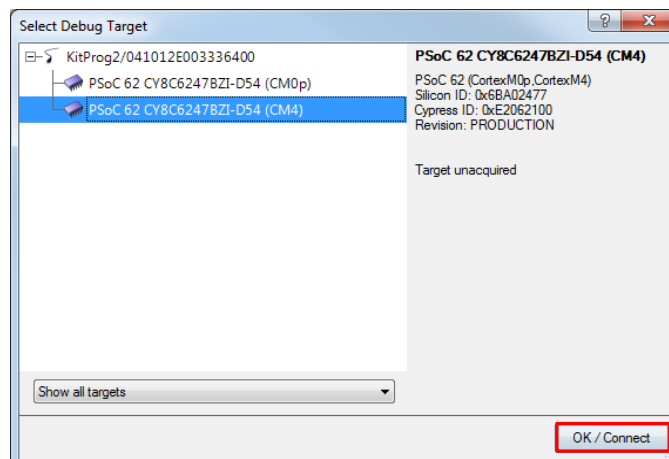 Select Debug Target
KitProg2/041012E003336400
PSoC 62 CY8C6247BZI-D54 (CM0p)
PSoC 62 CY8C6247BZI-D54 (CM4)
PSoC 62 CY8C6247BZI-D54 (CM4)
PSoC 62 (CortexM0p,CortexM4)
Silicon ID: 0x6BA02477
Cypress ID: 0xE2062100
Revision: PRODUCTION
Target unacquired
Show all targets
OK / Connect